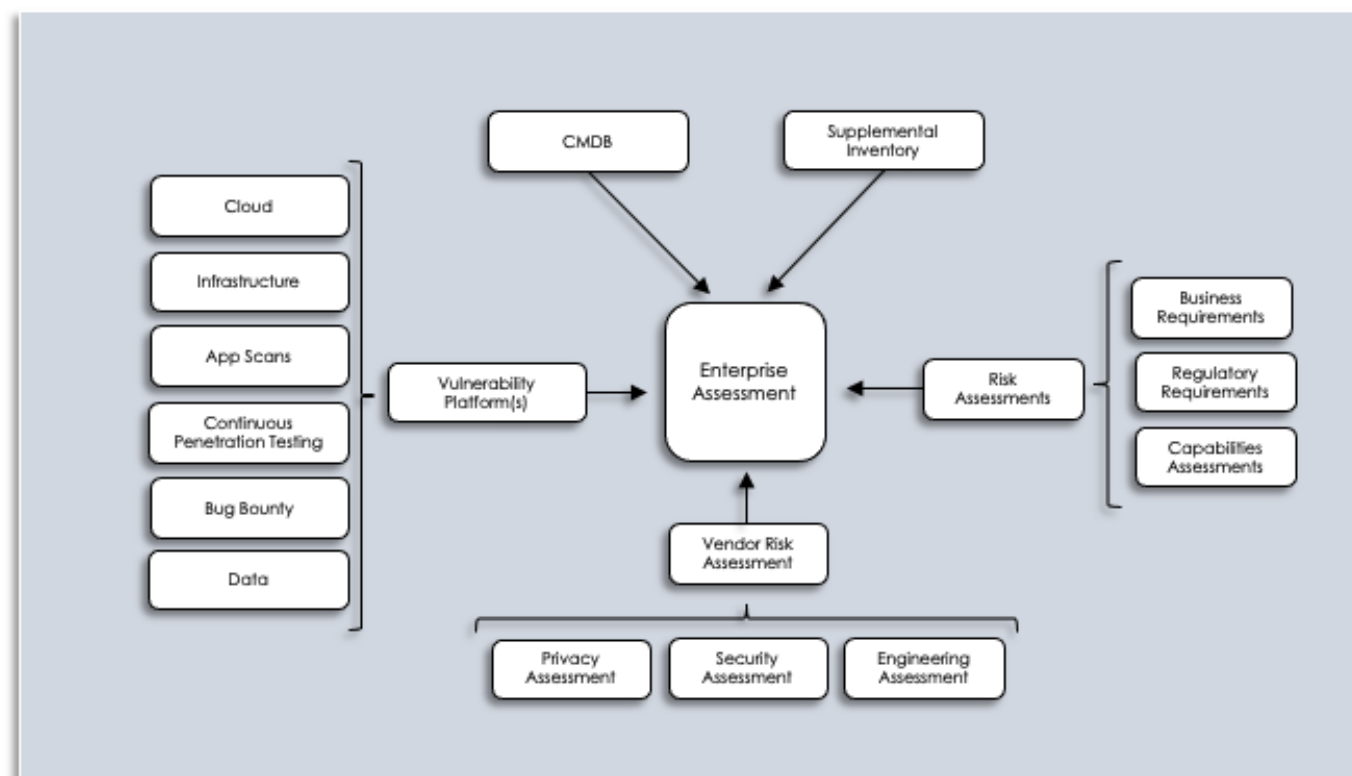 CMDB
Supplemental
Inventory
Cloud
Infrastructure
App Scans
Continuous
Penetration Testing
Bug Bounty
Data
Vulnerability
Platform(s)
Enterprise
Assessment
Risk
Assessments
Business
Requirements
Regulatory
Requirements
Capabilities
Assessments
Vendor Risk
Assessment
Privacy
Assessment
Security
Assessment
Engineering
Assessment